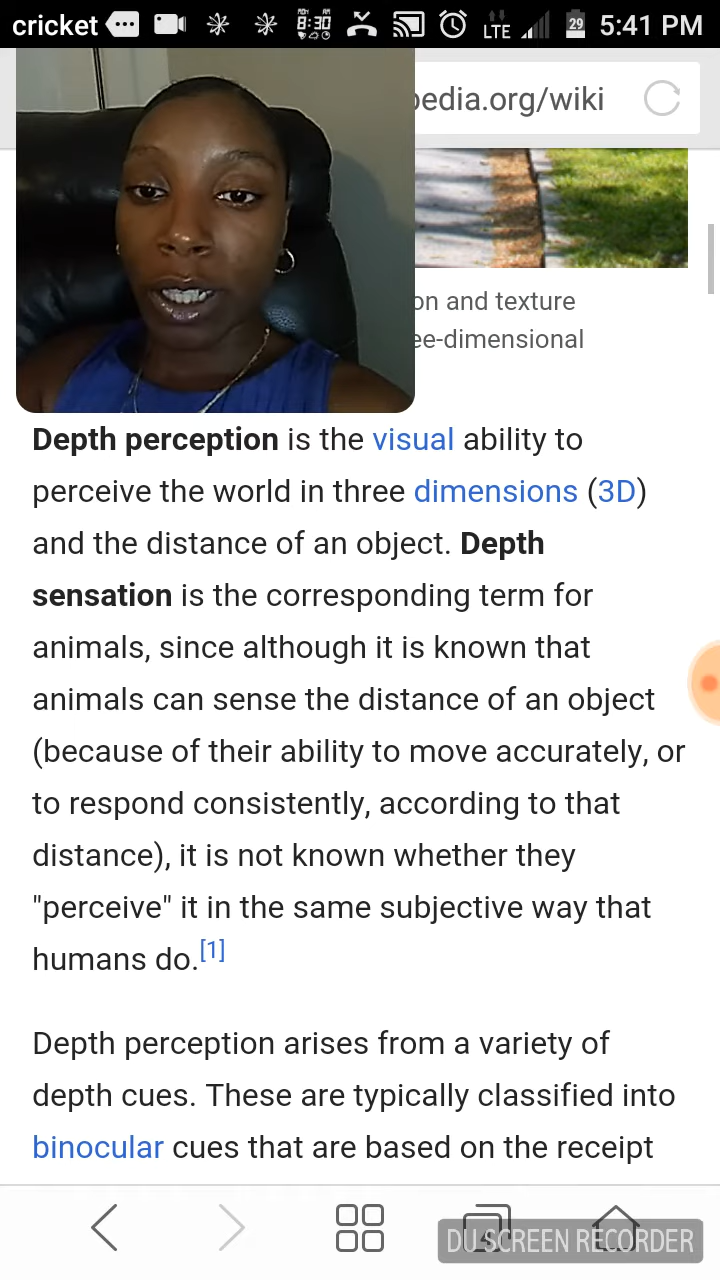 cricket 8:30 LTE 29 5:41 PM
pedia.org/wiki
on and texture
ee-dimensional
Depth perception is the visual ability to
perceive the world in three dimensions (3D)
and the distance of an object. Depth
sensation is the corresponding term for
animals, since although it is known that
animals can sense the distance of an object
(because of their ability to move accurately, or
to respond consistently, according to that
distance), it is not known whether they
"perceive" it in the same subjective way that
humans do.[1]
Depth perception arises from a variety of
depth cues. These are typically classified into
binocular cues that are based on the receipt
DU SCREEN RECORDER